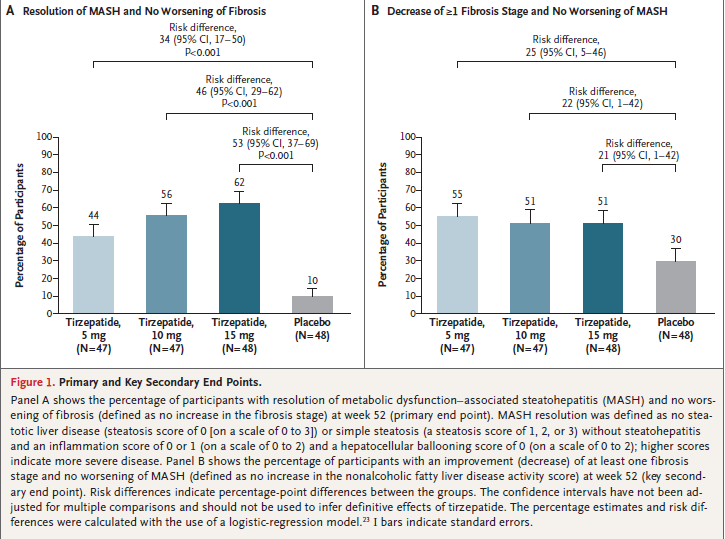 A Resolution of MASH and No Worsening of Fibrosis
Risk difference,
34 (95% CI, 17–50)
P<0.001
Risk difference,
46 (95% CI, 29–62)
P<0.001
Risk difference,
53 (95% CI, 37–69)
P<0.001
Percentage of Participants
100
90
80
70
60
50
40
30
20
10
0
44
56
62
10
Tirzepatide,
5 mg
(N=47)
Tirzepatide,
10 mg
(N=47)
Tirzepatide,
15 mg
(N=48)
Placebo
(N=48)
B Decrease of ≥1 Fibrosis Stage and No Worsening of MASH
Risk difference,
25 (95% CI, 5–46)
Risk difference,
22 (95% CI, 1–42)
Risk difference,
21 (95% CI, 1–42)
Percentage of Participants
100
90
80
70
60
50
40
30
20
10
0
55
51
51
30
Tirzepatide,
5 mg
(N=47)
Tirzepatide,
10 mg
(N=47)
Tirzepatide,
15 mg
(N=48)
Placebo
(N=48)
Figure 1. Primary and Key Secondary End Points.
Panel A shows the percentage of participants with resolution of metabolic dysfunction–associated steatohepatitis (MASH) and no wors-
ening of fibrosis (defined as no increase in the fibrosis stage) at week 52 (primary end point). MASH resolution was defined as no stea-
totic liver disease (steatosis score of 0 [on a scale of 0 to 3]) or simple steatosis (a steatosis score of 1, 2, or 3) without steatohepatitis
and an inflammation score of 0 or 1 (on a scale of 0 to 2) and a hepatocellular ballooning score of 0 (on a scale of 0 to 2); higher scores
indicate more severe disease. Panel B shows the percentage of participants with an improvement (decrease) of at least one fibrosis
stage and no worsening of MASH (defined as no increase in the nonalcoholic fatty liver disease activity score) at week 52 (key second-
ary end point). Risk differences indicate percentage-point differences between the groups. The confidence intervals have not been ad-
justed for multiple comparisons and should not be used to infer definitive effects of tirzepatide. The percentage estimates and risk dif-
ferences were calculated with the use of a logistic-regression model.23 I bars indicate standard errors.